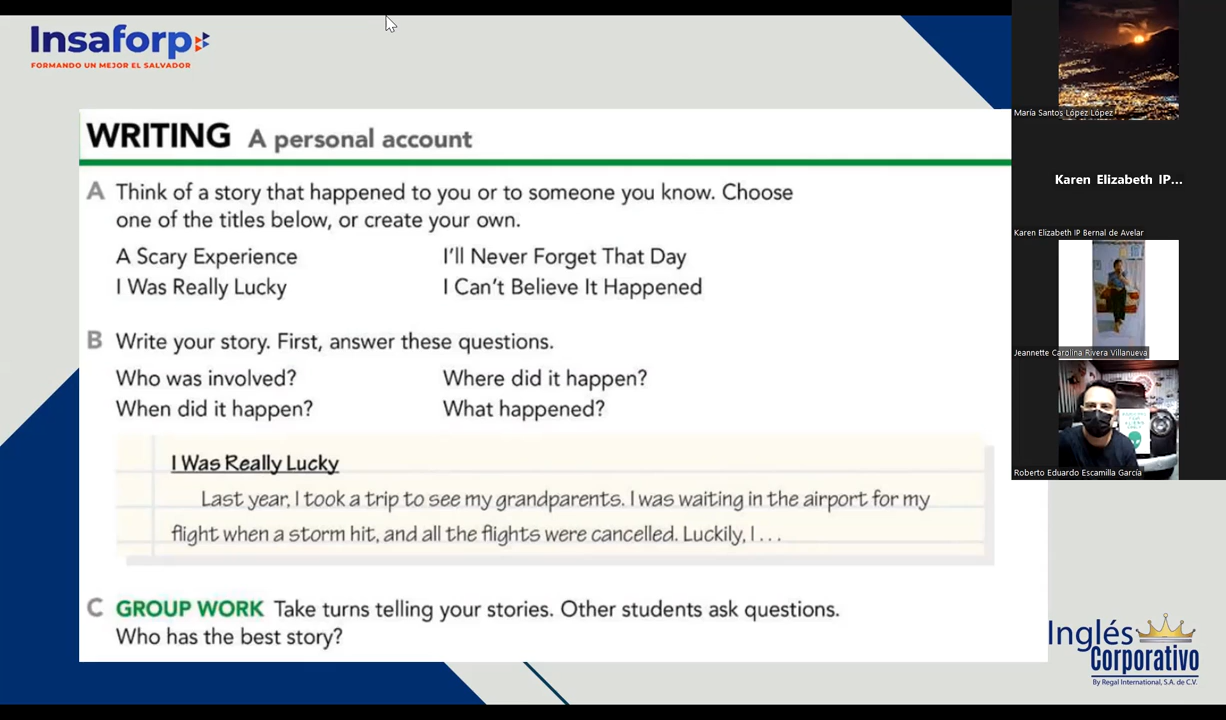 Insaforp
FORMANDO UN MEJOR EL SALVADOR
WRITING A personal account
A Think of a story that happened to you or to someone you know. Choose
one of the titles below, or create your own.
A Scary Experience I'll Never Forget That Day
I Was Really Lucky I Can't Believe It Happened
B Write your story. First, answer these questions.
Who was involved? Where did it happen?
When did it happen? What happened?
I Was Really Lucky
Last year, I took a trip to see my grandparents. I was waiting in the airport for my
flight when a storm hit, and all the flights were cancelled. Luckily, I . . .
C GROUP WORK Take turns telling your stories. Other students ask questions.
Who has the best story?
María Santos López López
Karen Elizabeth IP...
Karen Elizabeth IP Bernal de Avelar
Jeannette Carolina Rivera Villanueva
Roberto Eduardo Escamilla García
Inglés
Corporativo
By Regal International, S.A. de C.V.